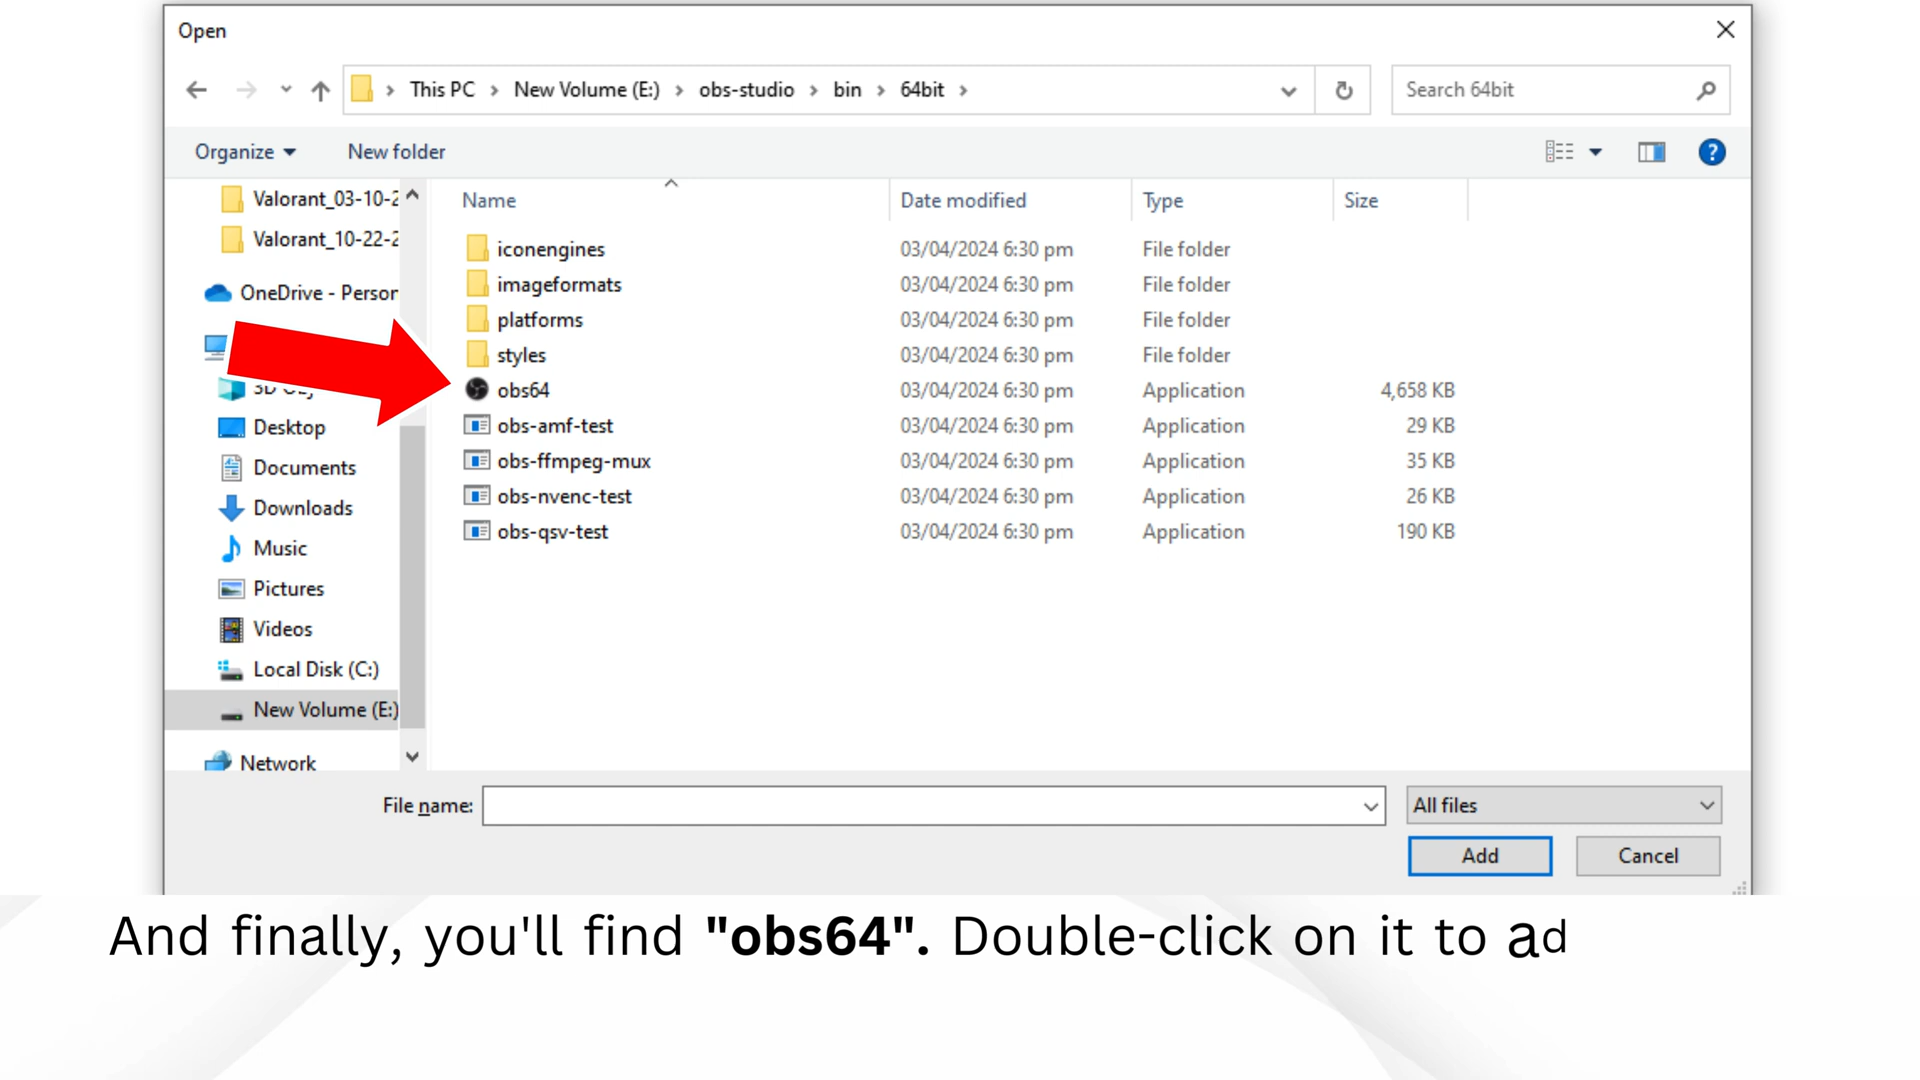 Open
This PC > New Volume (E:) > obs-studio > bin > 64bit >
Search 64bit
Organize
New folder
?
Valorant_03-10-2
Valorant_10-22-2
OneDrive - Person
Desktop
Documents
Downloads
Music
Pictures
Videos
Local Disk (C:)
New Volume (E:)
Network
Name Date modified Type Size
iconengines 03/04/2024 6:30 pm File folder
imageformats 03/04/2024 6:30 pm File folder
platforms 03/04/2024 6:30 pm File folder
styles 03/04/2024 6:30 pm File folder
obs64 03/04/2024 6:30 pm Application 4,658 KB
obs-amf-test 03/04/2024 6:30 pm Application 29 KB
obs-ffmpeg-mux 03/04/2024 6:30 pm Application 35 KB
obs-nvenc-test 03/04/2024 6:30 pm Application 26 KB
obs-qsv-test 03/04/2024 6:30 pm Application 190 KB
File name:
All files
Add
Cancel
And finally, you'll find "obs64". Double-click on it to ad